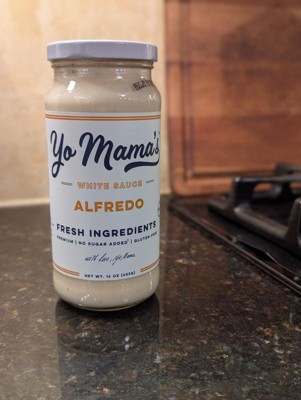 Yo Mama's
WHITE SAUCE
ALFREDO
FRESH INGREDIENTS
PREMIUM | NO SUGAR ADDED | GLUTEN-FREE
with love, Yo Mama
NET WT. 16 OZ (453G)